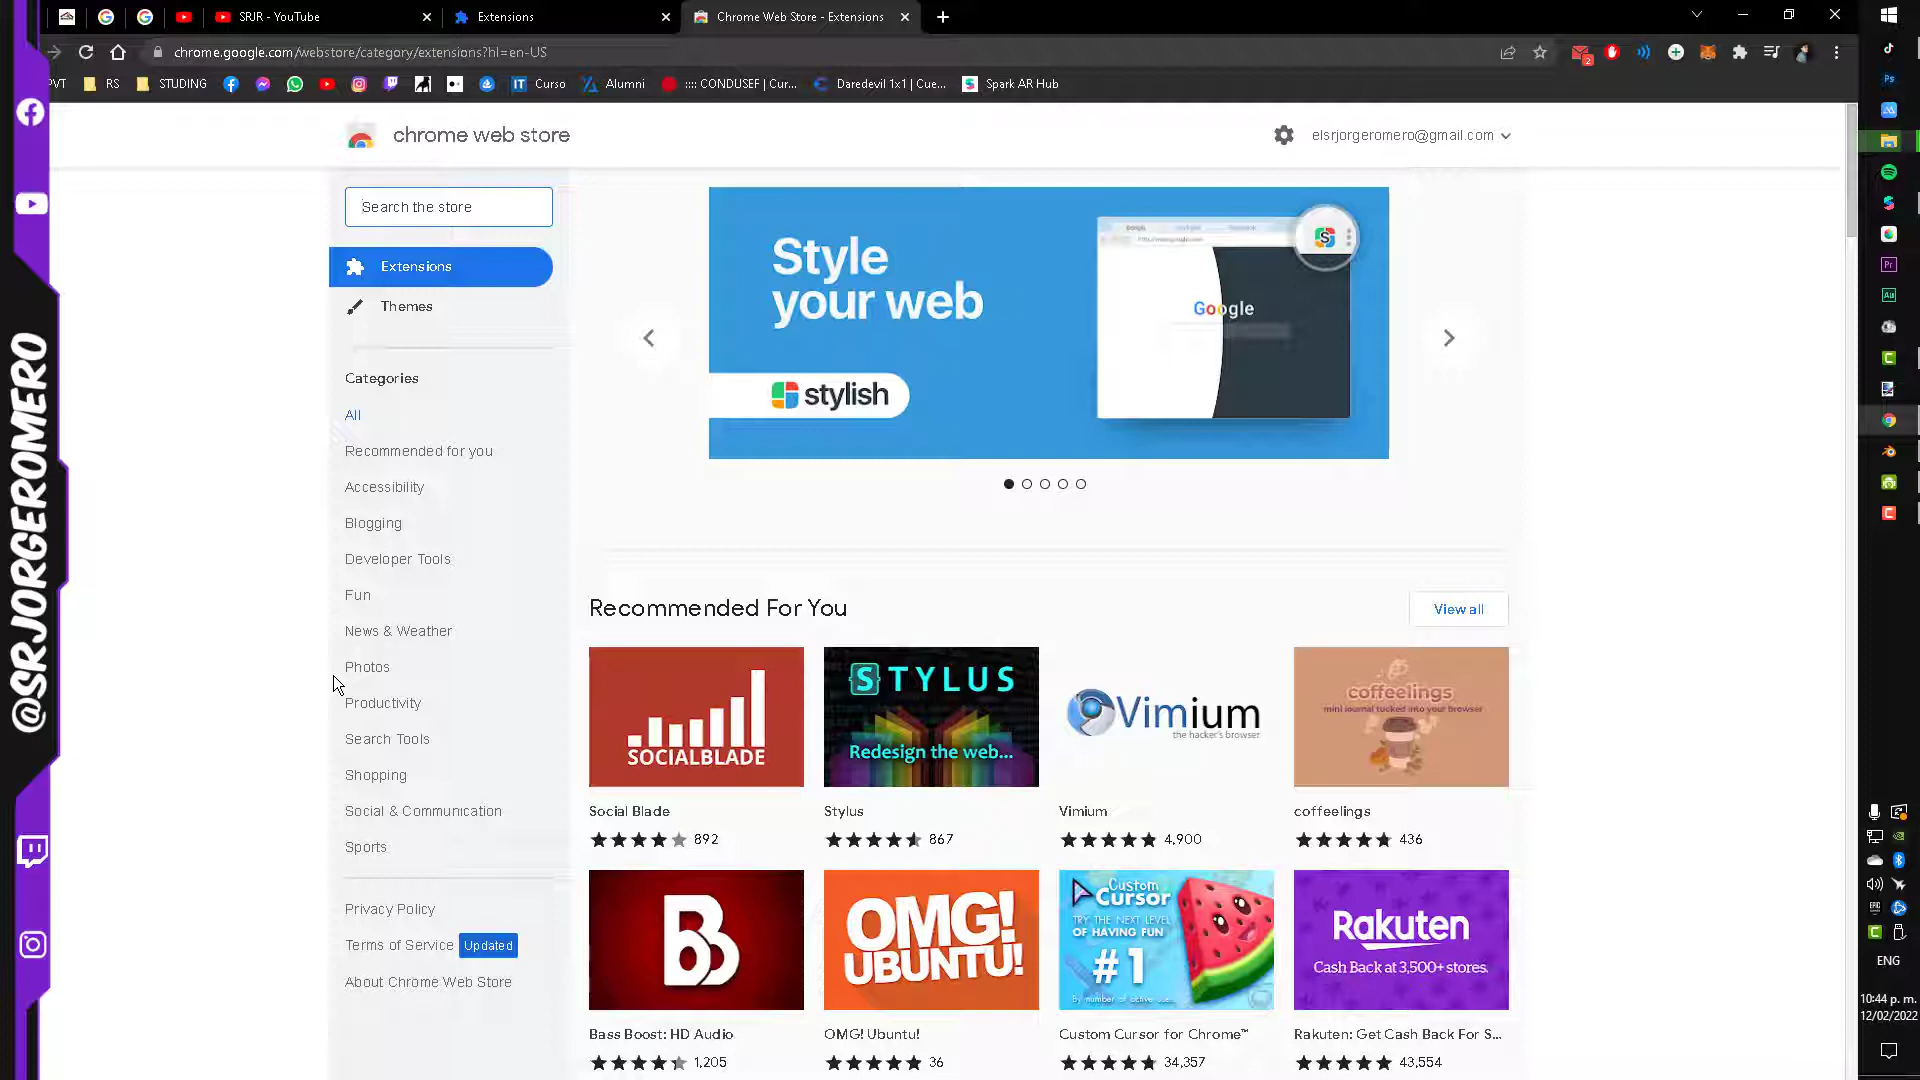 SRJR - YouTube
Extensions
Chrome Web Store - Extensions
chrome.google.com/webstore/category/extensions?hl=en-US
2
PVT
RS
STUDING
IT
Curso
Alumni
:::: CONDUSEF | Cur...
Daredevil 1x1 | Cue...
Spark AR Hub
chrome web store
elsrjorgeromero@gmail.com
Search the store
Extensions
Themes
Categories
All
Recommended for you
Accessibility
Blogging
Developer Tools
Fun
News & Weather
Photos
Productivity
Search Tools
Shopping
Social & Communication
Sports
Privacy Policy
Terms of Service Updated
About Chrome Web Store
Style
your web
stylish
Google
Recommended For You
View all
SOCIALBLADE
Social Blade
892
STYLUS
Redesign the web...
Stylus
867
Vimium
the hacker's browser
Vimium
4,900
coffeelings
mini journal tucked into your browser
coffeelings
436
Bass Boost: HD Audio
1,205
OMG!
UBUNTU!
OMG! Ubuntu!
36
Custom
Cursor
TRY THE NEXT LEVEL
OF HAVING FUN
#1
Custom Cursor for Chrome™
34,357
Rakuten
Cash Back at 3,500+ stores.
Rakuten: Get Cash Back For S...
43,554
@SRJORGEROMERO
Ps
Pr
Au
EPIC
ENG
10:44 p. m.
12/02/2022